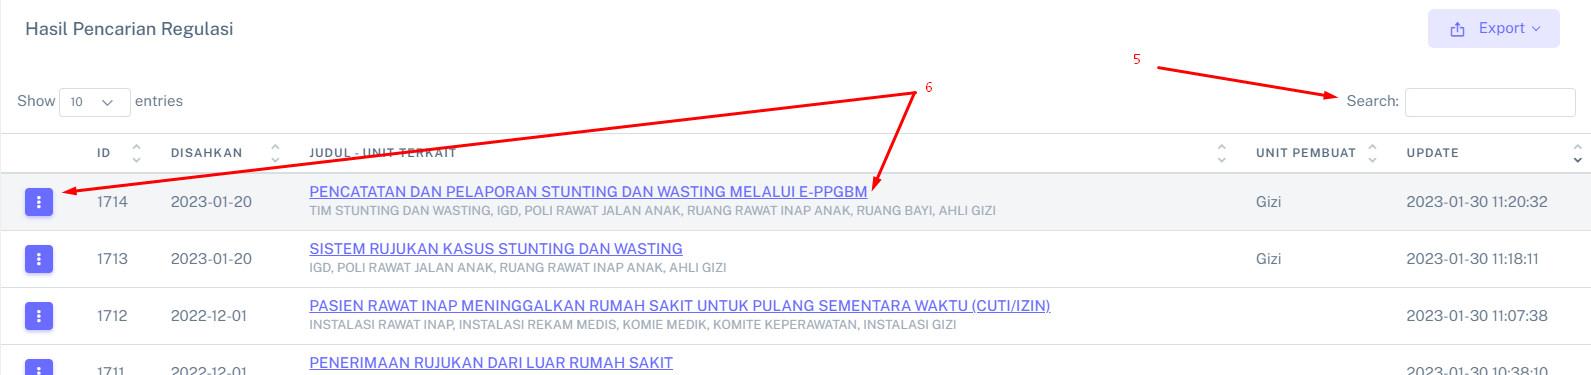 Hasil Pencarian Regulasi
Export
5
6
Show 10 entries
Search:
ID DISAHKAN JUDUL - UNIT TERKAIT UNIT PEMBUAT UPDATE
1714 2023-01-20 PENCATATAN DAN PELAPORAN STUNTING DAN WASTING MELALUI E-PPGBM Gizi 2023-01-30 11:20:32
TIM STUNTING DAN WASTING, IGD, POLI RAWAT JALAN ANAK, RUANG RAWAT INAP ANAK, RUANG BAYI, AHLI GIZI
1713 2023-01-20 SISTEM RUJUKAN KASUS STUNTING DAN WASTING Gizi 2023-01-30 11:18:11
IGD, POLI RAWAT JALAN ANAK, RUANG RAWAT INAP ANAK, AHLI GIZI
1712 2022-12-01 PASIEN RAWAT INAP MENINGGALKAN RUMAH SAKIT UNTUK PULANG SEMENTARA WAKTU (CUTI/IZIN) 2023-01-30 11:07:38
INSTALASI RAWAT INAP, INSTALASI REKAM MEDIS, KOMIE MEDIK, KOMITE KEPERAWATAN, INSTALASI GIZI
1711 2022-12-01 PENERIMAAN RUJUKAN DARI LUAR RUMAH SAKIT 2023-01-30 10:38:10